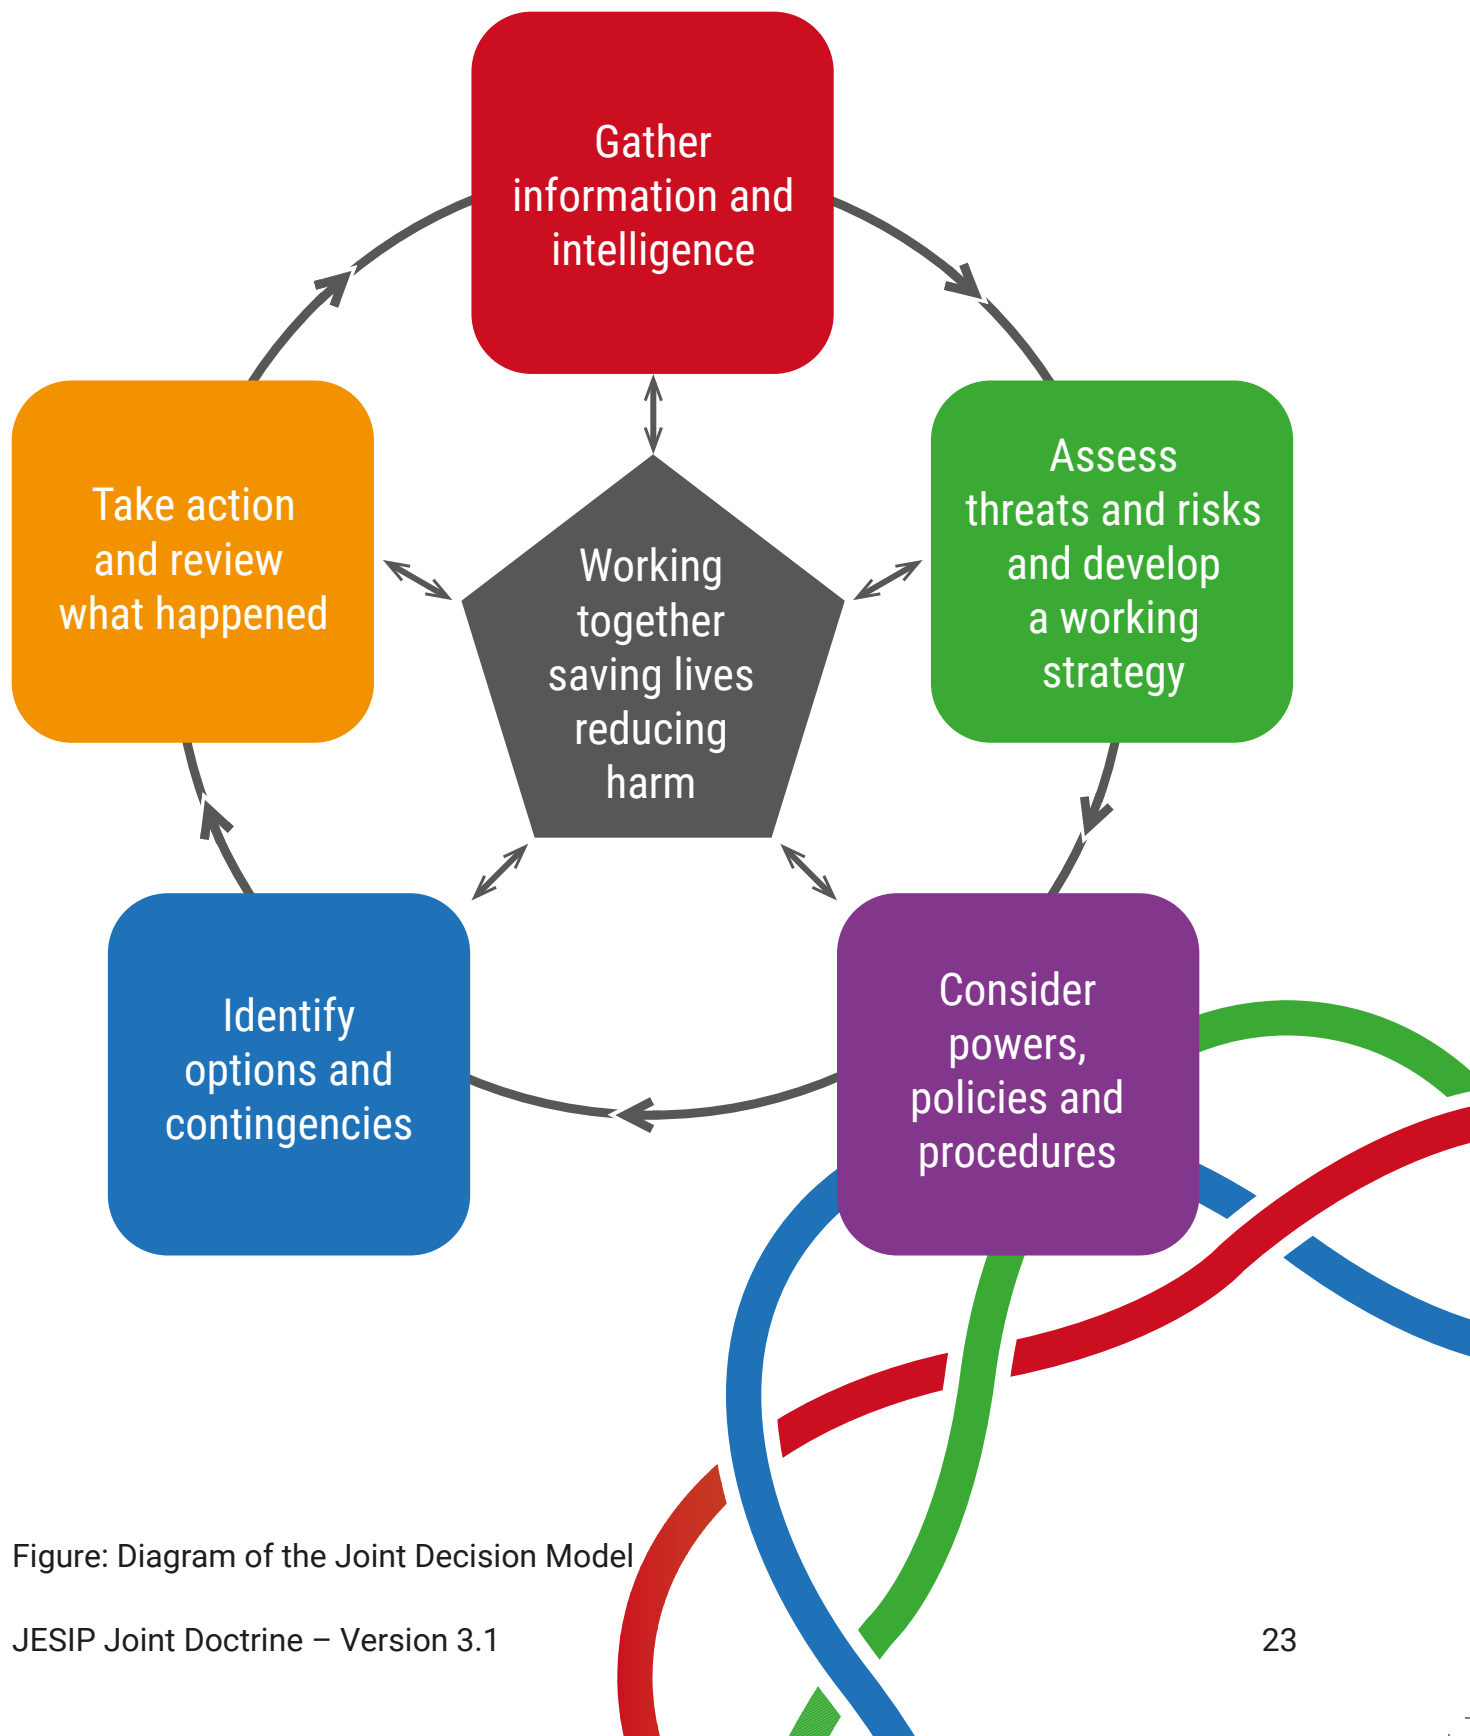 Gather
information and
intelligence
Assess
threats and risks
and develop
a working
strategy
Consider
powers,
policies and
procedures
Identify
options and
contingencies
Take action
and review
what happened
Working
together
saving lives
reducing
harm
Figure: Diagram of the Joint Decision Model
JESIP Joint Doctrine – Version 3.1
23